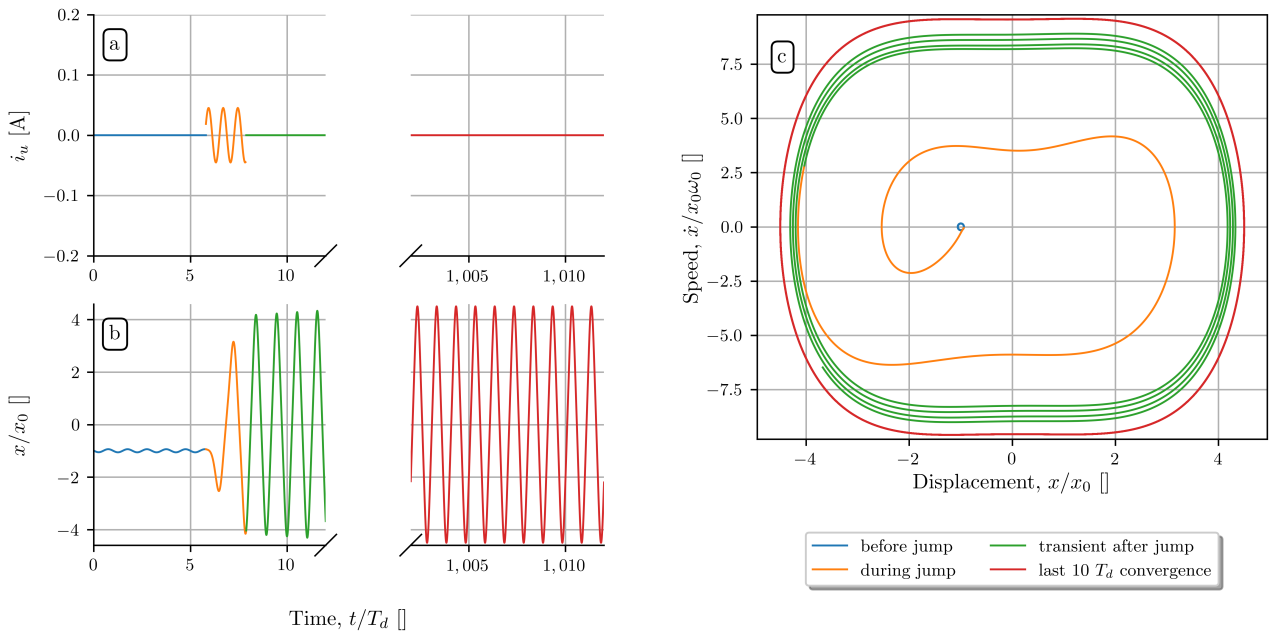 a
i_u [A]
0.2
0.1
0.0
−0.1
−0.2
0
5
10
1,005
1,010
b
x/x_0 []
4
2
0
−2
−4
0
5
10
1,005
1,010
Time, t/T_d []
c
Speed, ẋ/x_0ω_0 []
7.5
5.0
2.5
0.0
−2.5
−5.0
−7.5
−4
−2
0
2
4
Displacement, x/x_0 []
before jump
during jump
transient after jump
last 10 T_d convergence